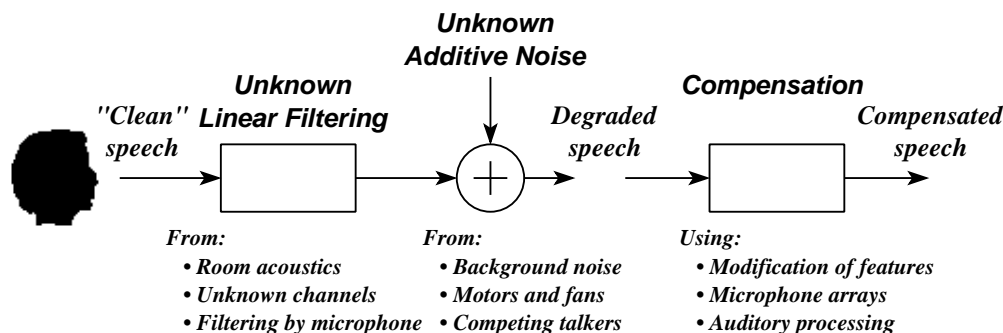 Unknown
Additive Noise
Unknown
Linear Filtering
Compensation
"Clean"
speech
Degraded
speech
Compensated
speech
From:
• Room acoustics
• Unknown channels
• Filtering by microphone
From:
• Background noise
• Motors and fans
• Competing talkers
Using:
• Modification of features
• Microphone arrays
• Auditory processing